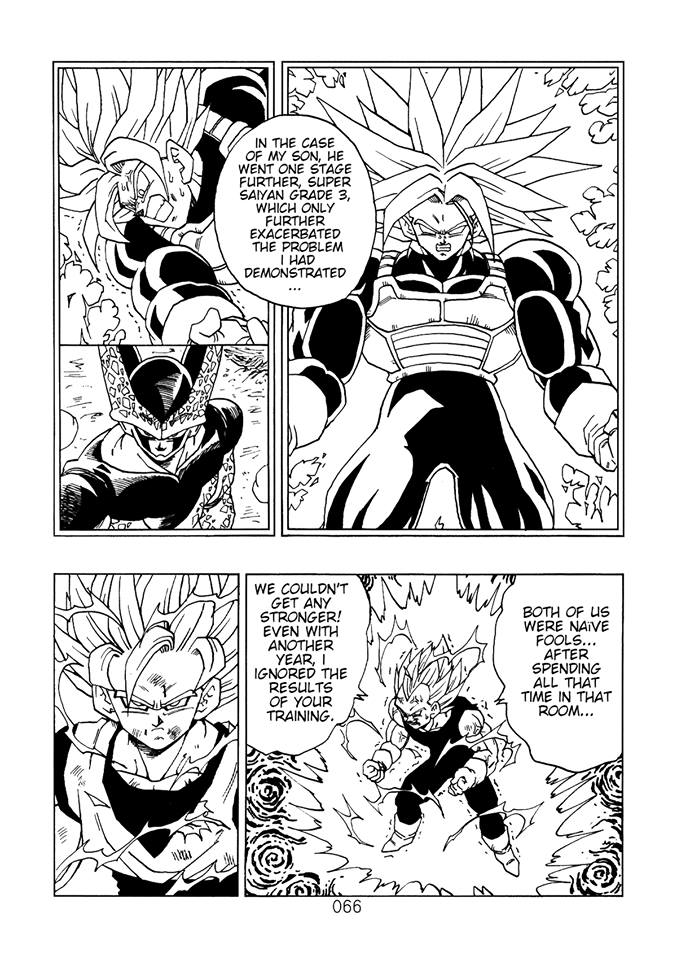 IN THE CASE
OF MY SON, HE
WENT ONE STAGE
FURTHER, SUPER
SAIYAN GRADE 3,
WHICH ONLY
FURTHER
EXACERBATED
THE PROBLEM
I HAD
DEMONSTRATED
...
WE COULDN'T
GET ANY
STRONGER!
EVEN WITH
ANOTHER
YEAR, I
IGNORED THE
RESULTS
OF YOUR
TRAINING.
BOTH OF US
WERE NAïVE
FOOLS...
AFTER
SPENDING
ALL THAT
TIME IN THAT
ROOM...
066